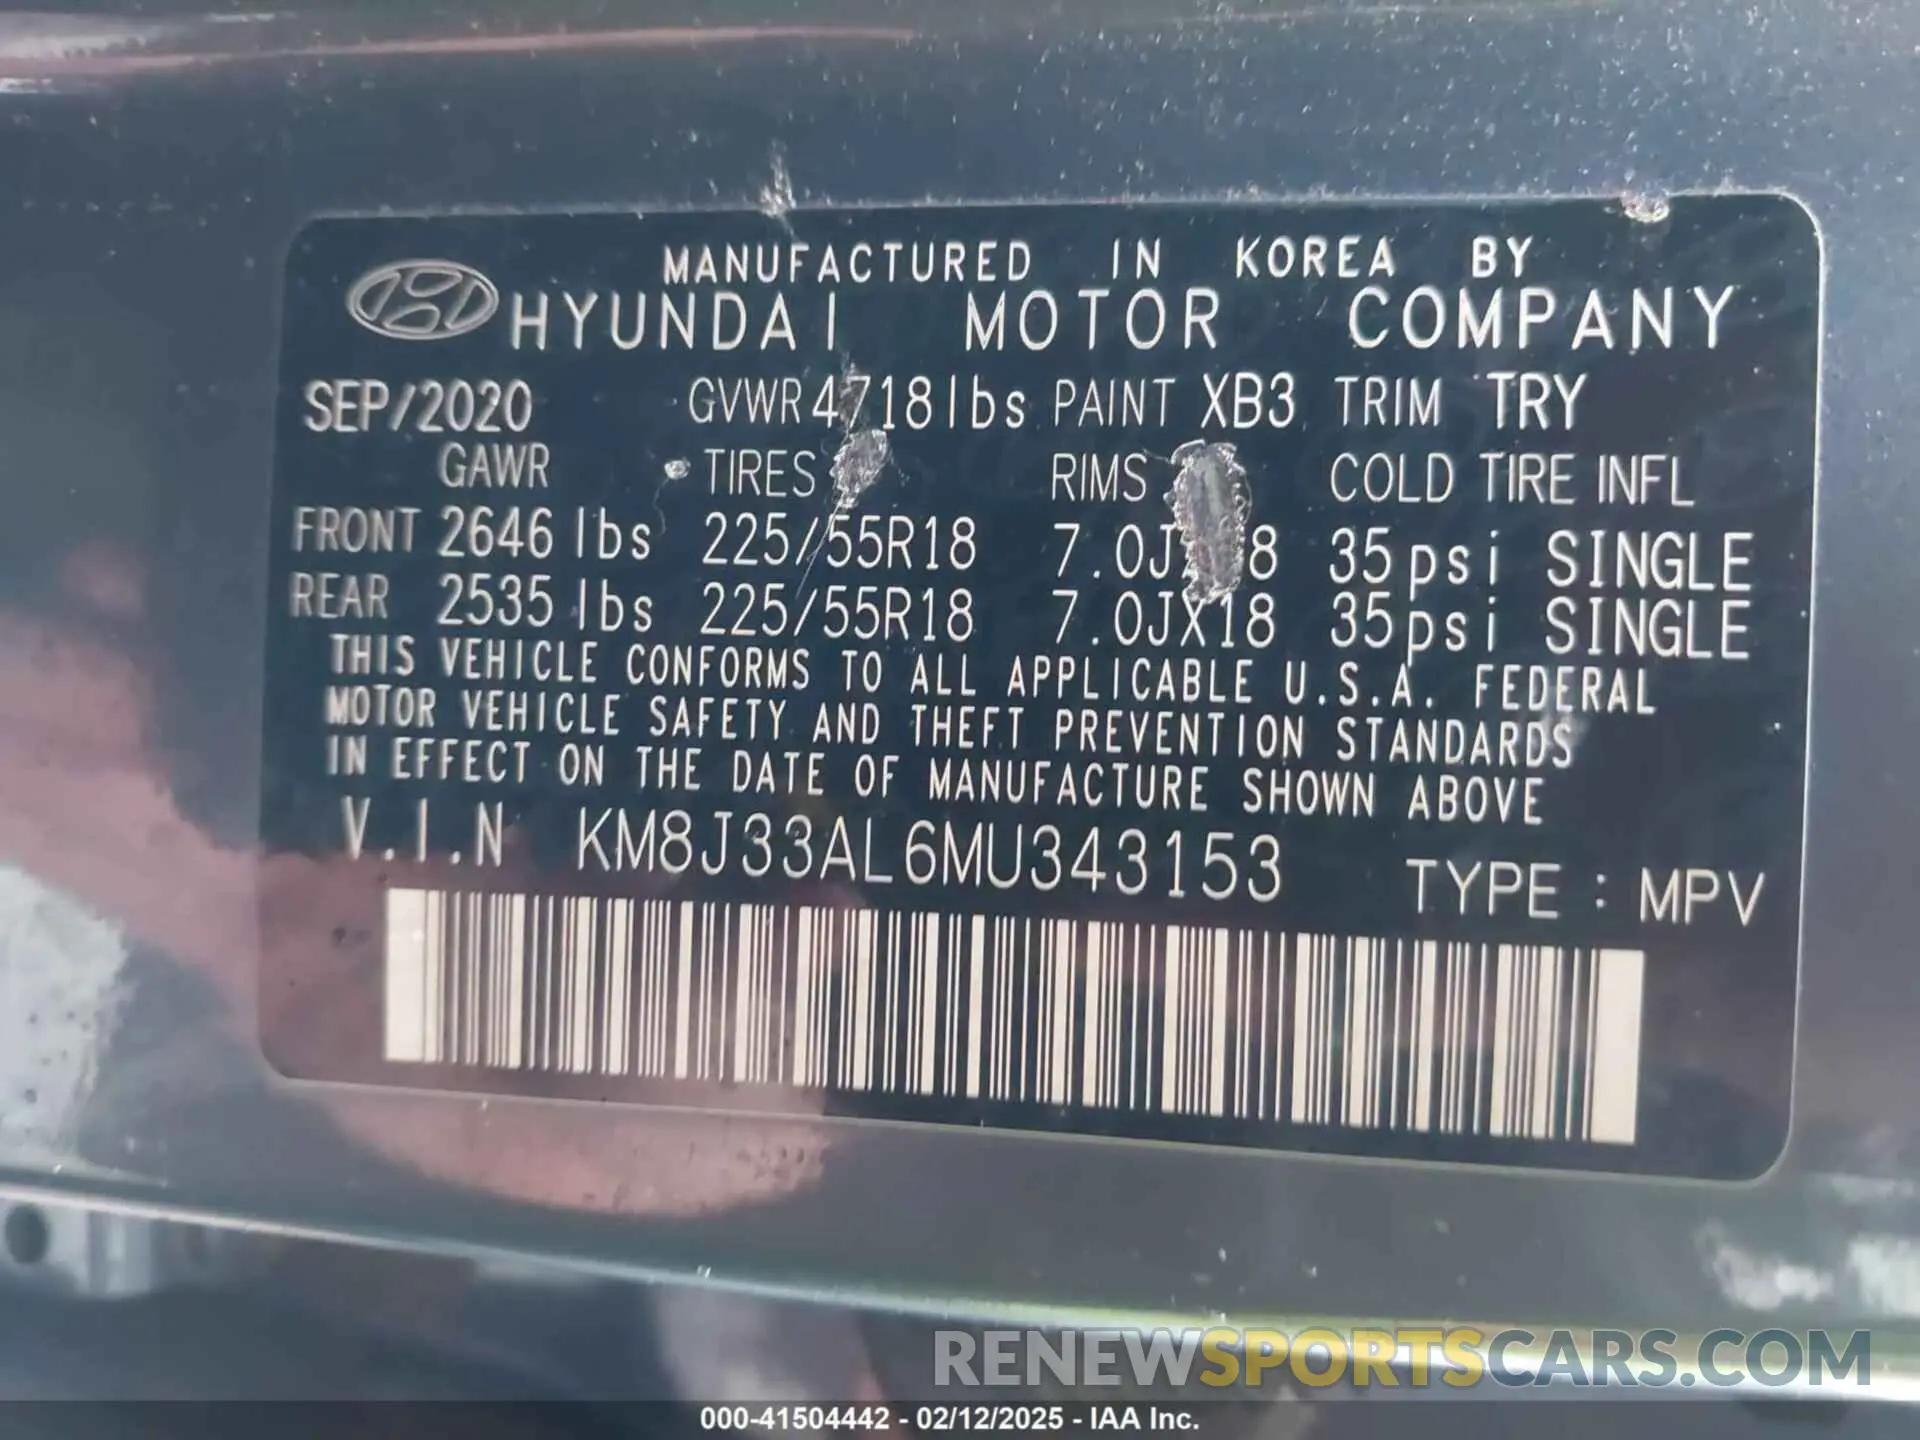 MANUFACTURED IN KOREA BY
HYUNDAI MOTOR COMPANY
SEP/2020 GVWR 4718lbs PAINT XB3 TRIM TRY
GAWR TIRES RIMS COLD TIRE INFL
FRONT 2646 lbs 225/55R18 7.0J 18 35psi SINGLE
REAR 2535 lbs 225/55R18 7.0JX18 35psi SINGLE
THIS VEHICLE CONFORMS TO ALL APPLICABLE U.S.A. FEDERAL
MOTOR VEHICLE SAFETY AND THEFT PREVENTION STANDARDS
IN EFFECT ON THE DATE OF MANUFACTURE SHOWN ABOVE
V.I.N KM8J33AL6MU343153 TYPE : MPV
RENEWSPORTSCARS.COM
000-41504442 - 02/12/2025 - IAA Inc.